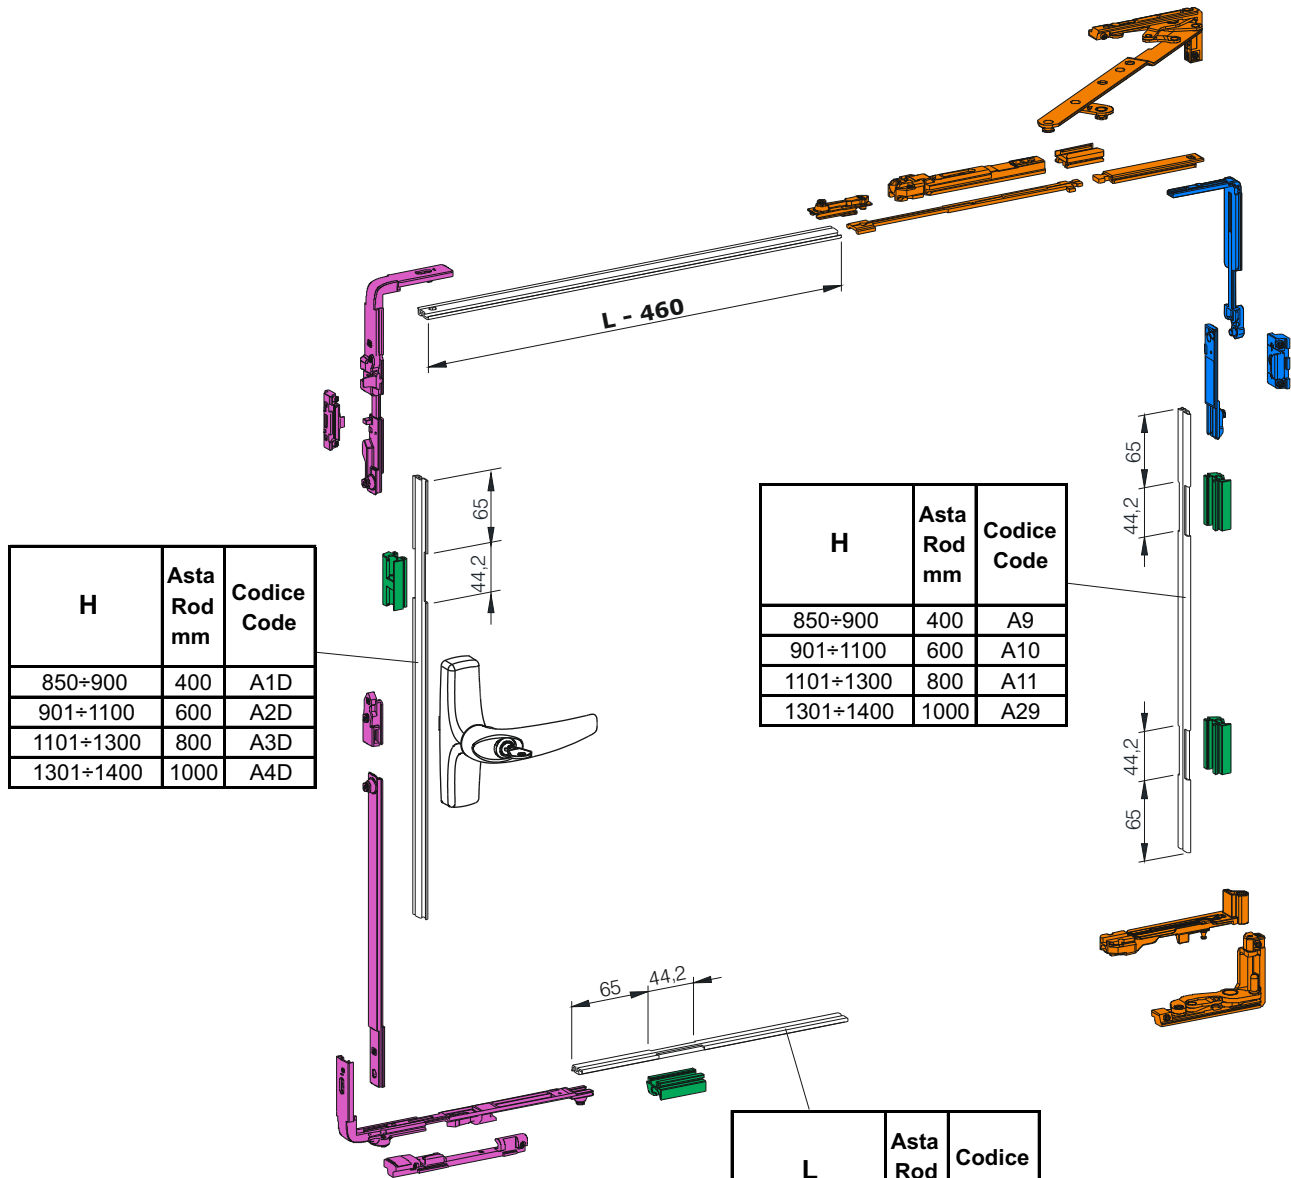 L - 460
65
44,2
H
Asta Rod mm
Codice Code
850÷900 400 A1D
901÷1100 600 A2D
1101÷1300 800 A3D
1301÷1400 1000 A4D
H
Asta Rod mm
Codice Code
850÷900 400 A9
901÷1100 600 A10
1101÷1300 800 A11
1301÷1400 1000 A29
65
44,2
44,2
65
65
44,2
L
Asta Rod
Codice